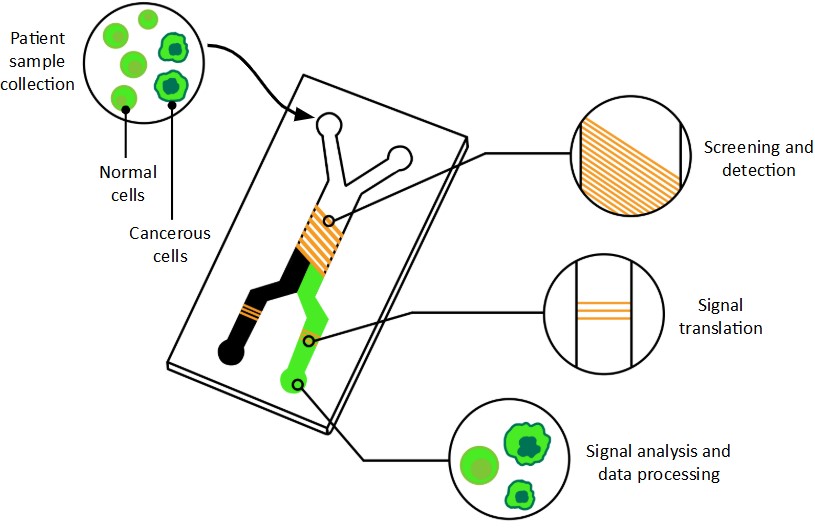 Patient
sample
collection
Normal
cells
Cancerous
cells
Screening and
detection
Signal
translation
Signal analysis and
data processing